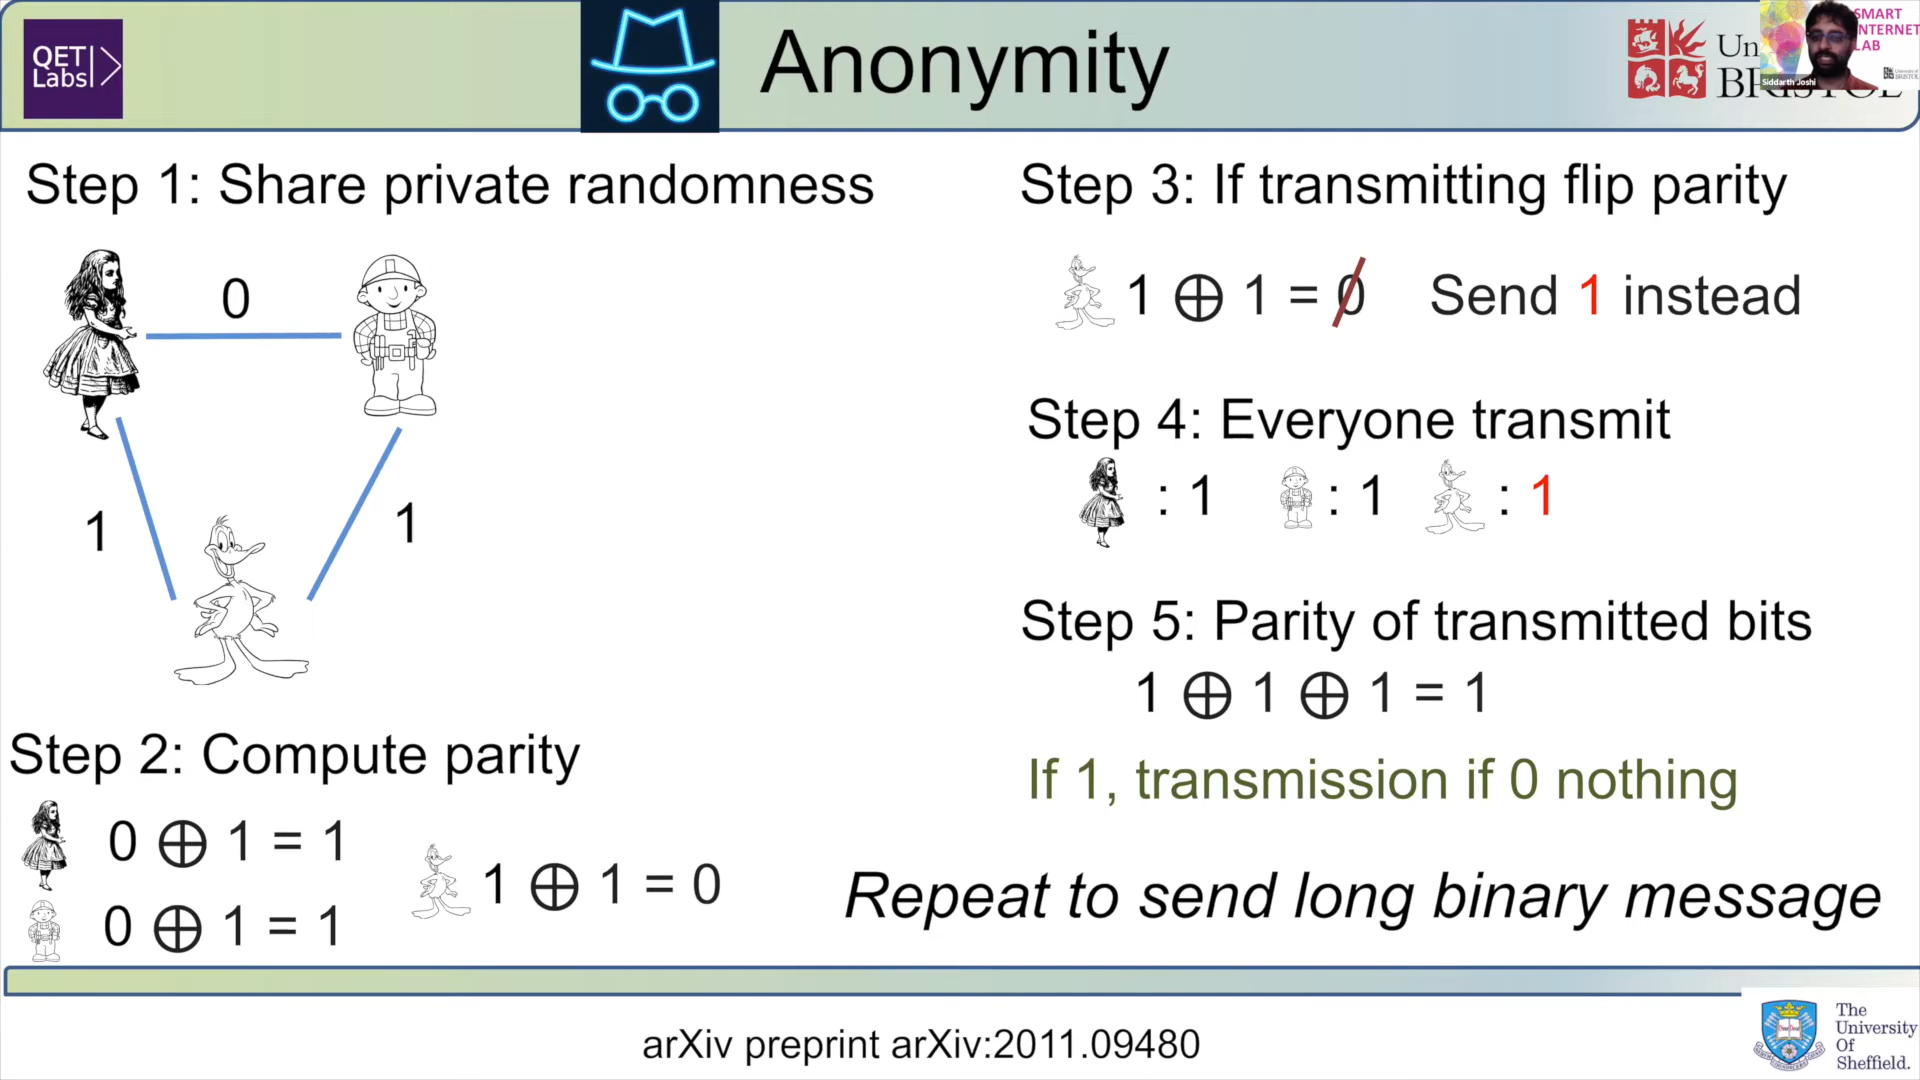 QET
Labs
Anonymity
Un
BRISTOL
SMART
INTERNET
LAB
Siddarth Joshi
Step 1: Share private randomness
0
1
1
Step 2: Compute parity
0 ⊕ 1 = 1
0 ⊕ 1 = 1
1 ⊕ 1 = 0
Step 3: If transmitting flip parity
1 ⊕ 1 = 0 Send 1 instead
Step 4: Everyone transmit
: 1 : 1 : 1
Step 5: Parity of transmitted bits
1 ⊕ 1 ⊕ 1 = 1
If 1, transmission if 0 nothing
Repeat to send long binary message
arXiv preprint arXiv:2011.09480
The
University
Of
Sheffield.